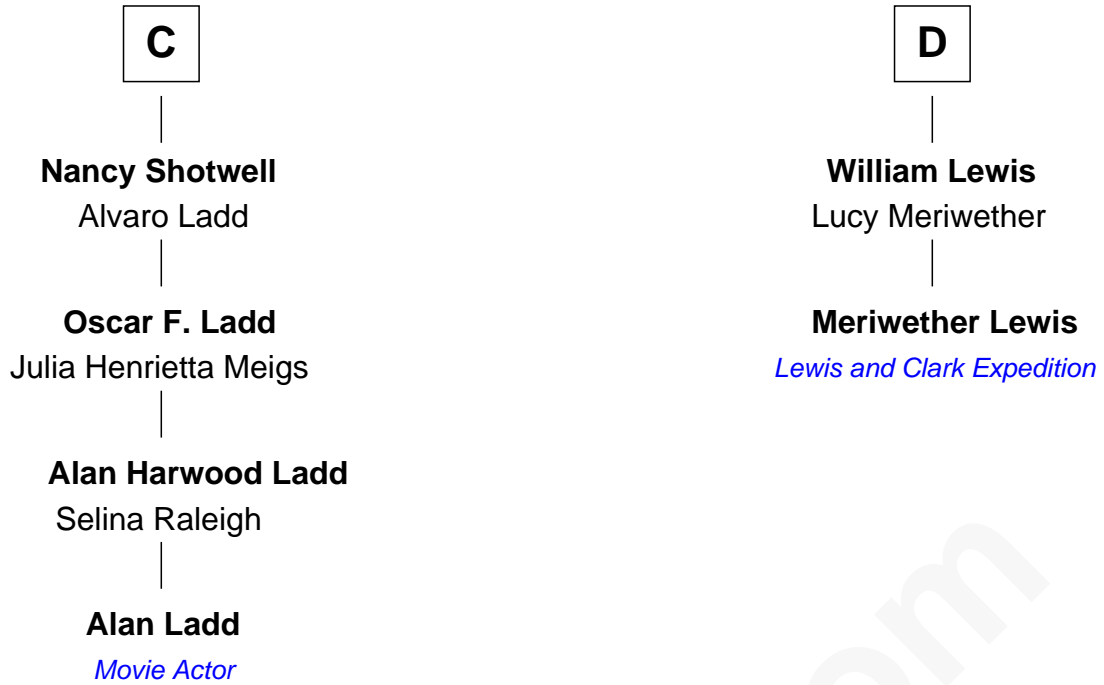 C
Nancy Shotwell
Alvaro Ladd
Oscar F. Ladd
Julia Henrietta Meigs
Alan Harwood Ladd
Selina Raleigh
Alan Ladd
Movie Actor
D
William Lewis
Lucy Meriwether
Meriwether Lewis
Lewis and Clark Expedition
om